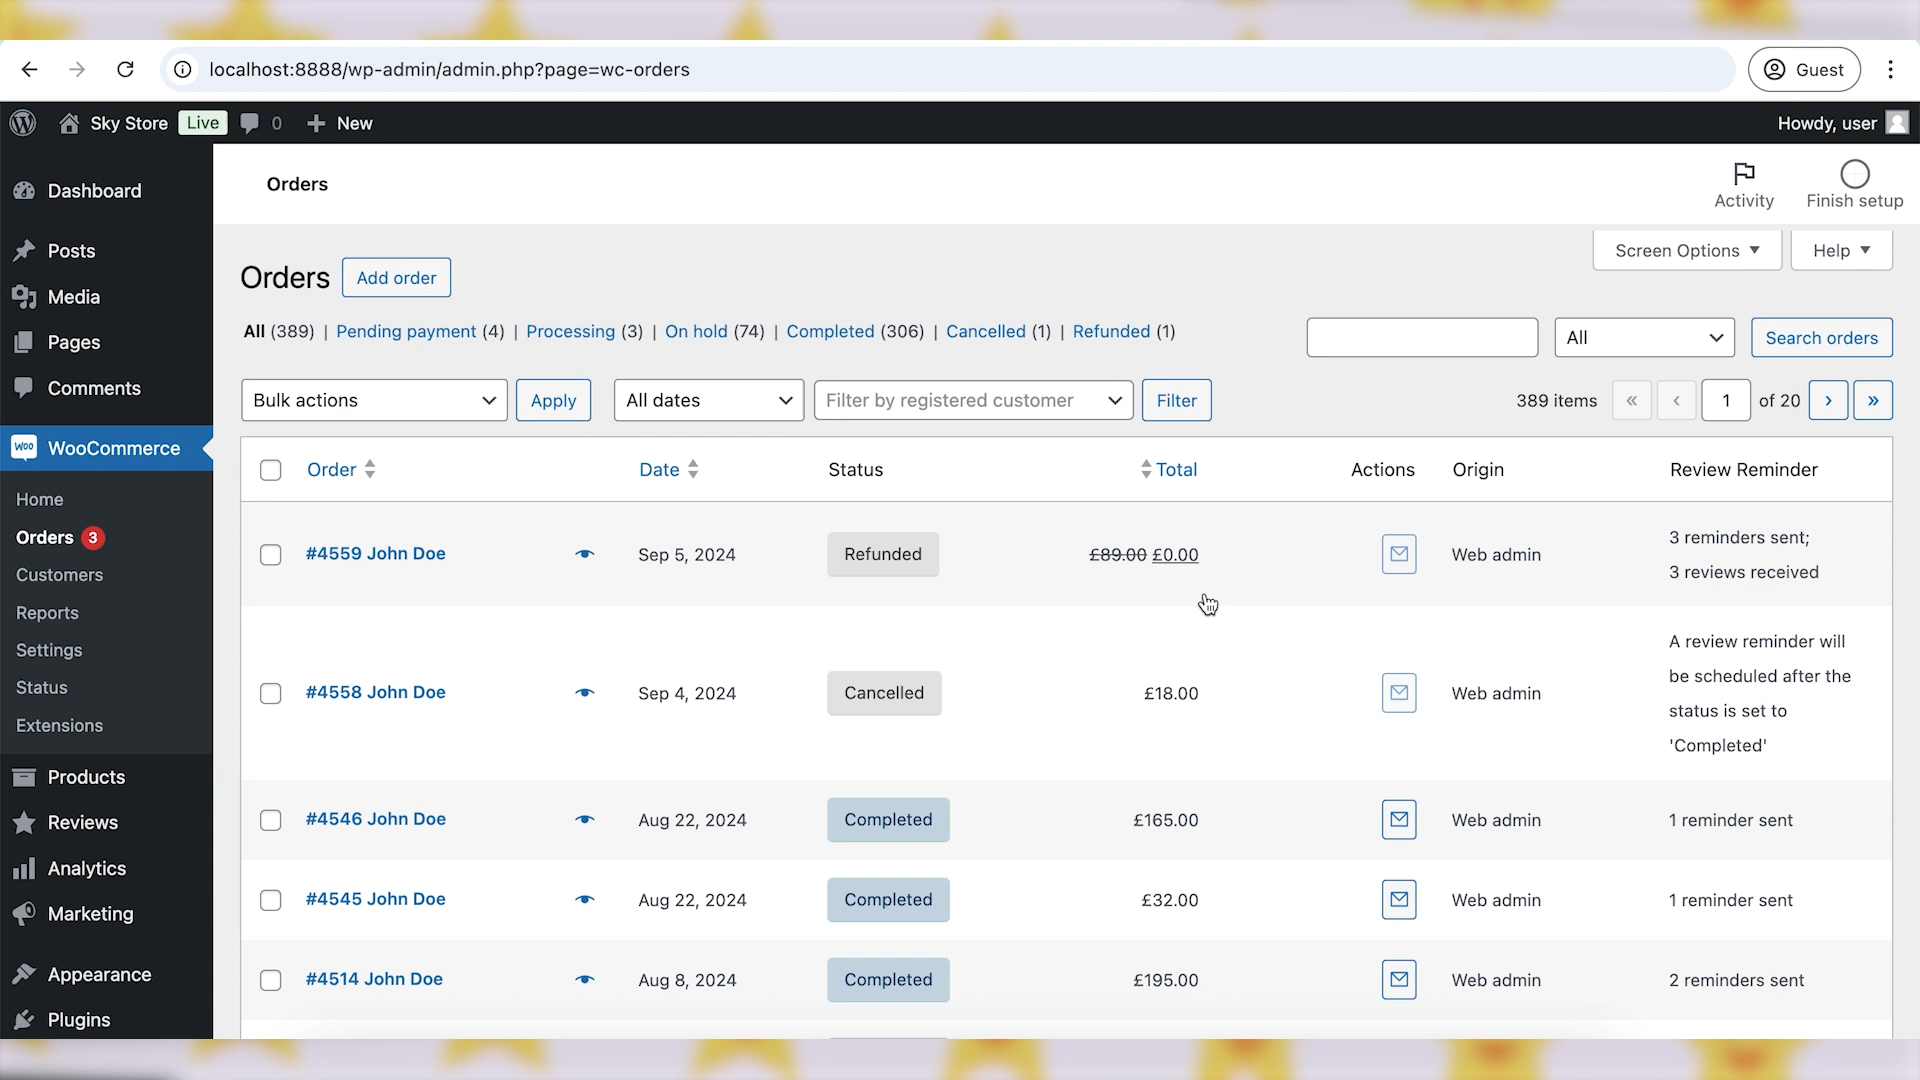 localhost:8888/wp-admin/admin.php?page=wc-orders
Guest
Sky Store Live 0 New
Howdy, user
Dashboard
Posts
Media
Pages
Comments
WooCommerce
Home
Orders 3
Customers
Reports
Settings
Status
Extensions
Products
Reviews
Analytics
Marketing
Appearance
Plugins
Orders
Activity
Finish setup
Screen Options
Help
Orders Add order
All (389) | Pending payment (4) | Processing (3) | On hold (74) | Completed (306) | Cancelled (1) | Refunded (1)
All
Search orders
Bulk actions Apply All dates Filter by registered customer Filter
389 items « ‹ 1 of 20 › »
Order Date Status Total Actions Origin Review Reminder
#4559 John Doe Sep 5, 2024 Refunded £89.00 £0.00 Web admin
3 reminders sent;
3 reviews received
#4558 John Doe Sep 4, 2024 Cancelled £18.00 Web admin
A review reminder will
be scheduled after the
status is set to
'Completed'
#4546 John Doe Aug 22, 2024 Completed £165.00 Web admin 1 reminder sent
#4545 John Doe Aug 22, 2024 Completed £32.00 Web admin 1 reminder sent
#4514 John Doe Aug 8, 2024 Completed £195.00 Web admin 2 reminders sent